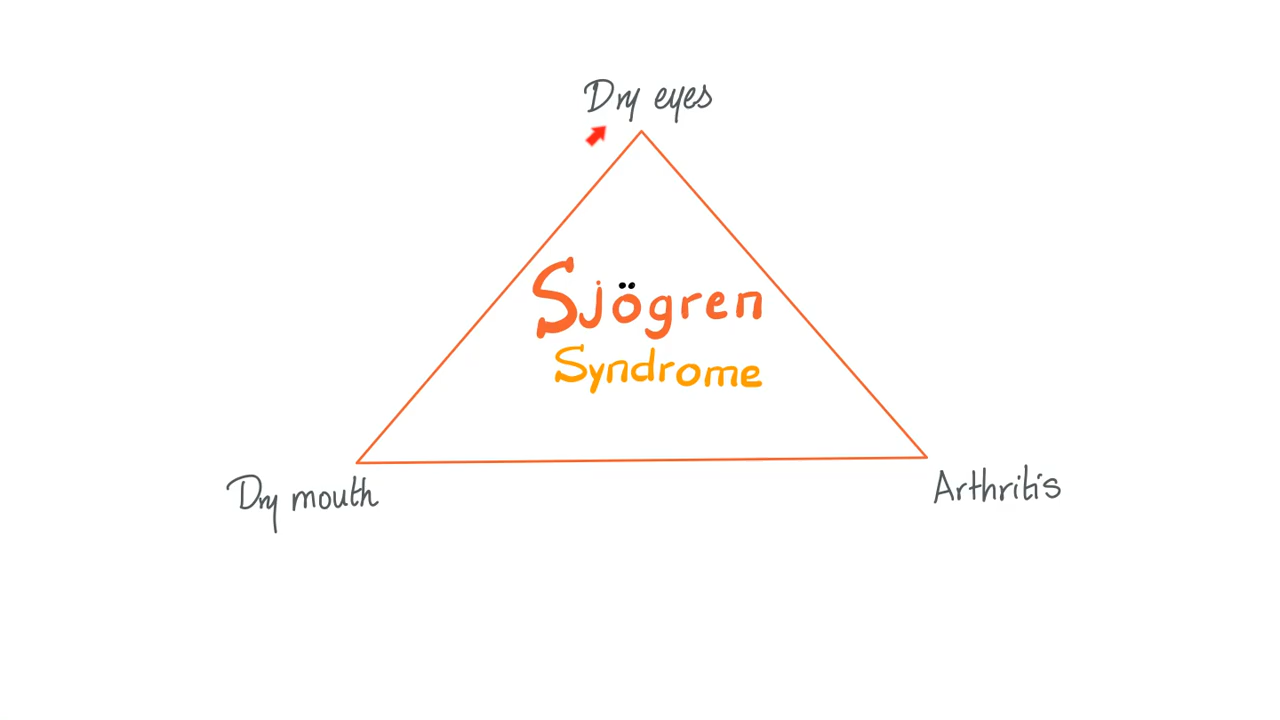 Dry eyes
Sjögren
Syndrome
Dry mouth
Arthritis